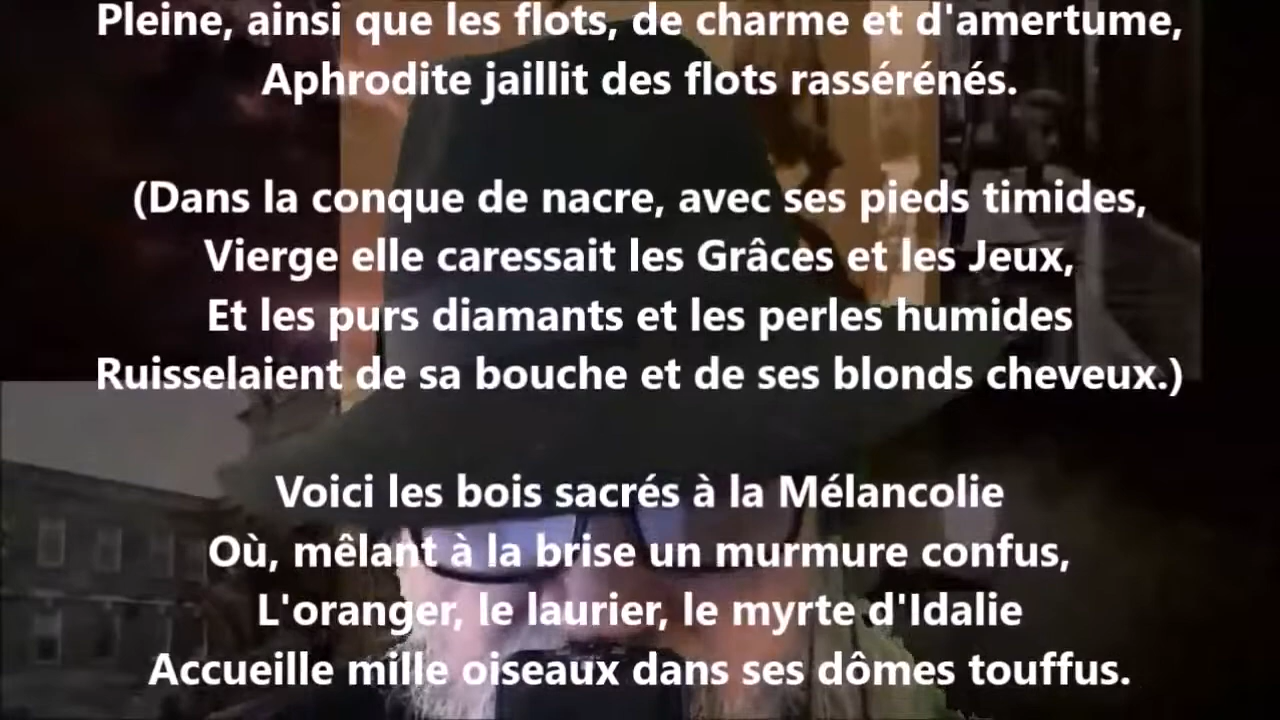 Pleine, ainsi que les flots, de charme et d'amertume,
Aphrodite jaillit des flots rassérénés.
(Dans la conque de nacre, avec ses pieds timides,
Vierge elle caressait les Grâces et les Jeux,
Et les purs diamants et les perles humides
Ruisselaient de sa bouche et de ses blonds cheveux.)
Voici les bois sacrés à la Mélancolie
Où, mêlant à la brise un murmure confus,
L'oranger, le laurier, le myrte d'Idalie
Accueille mille oiseaux dans ses dômes touffus.